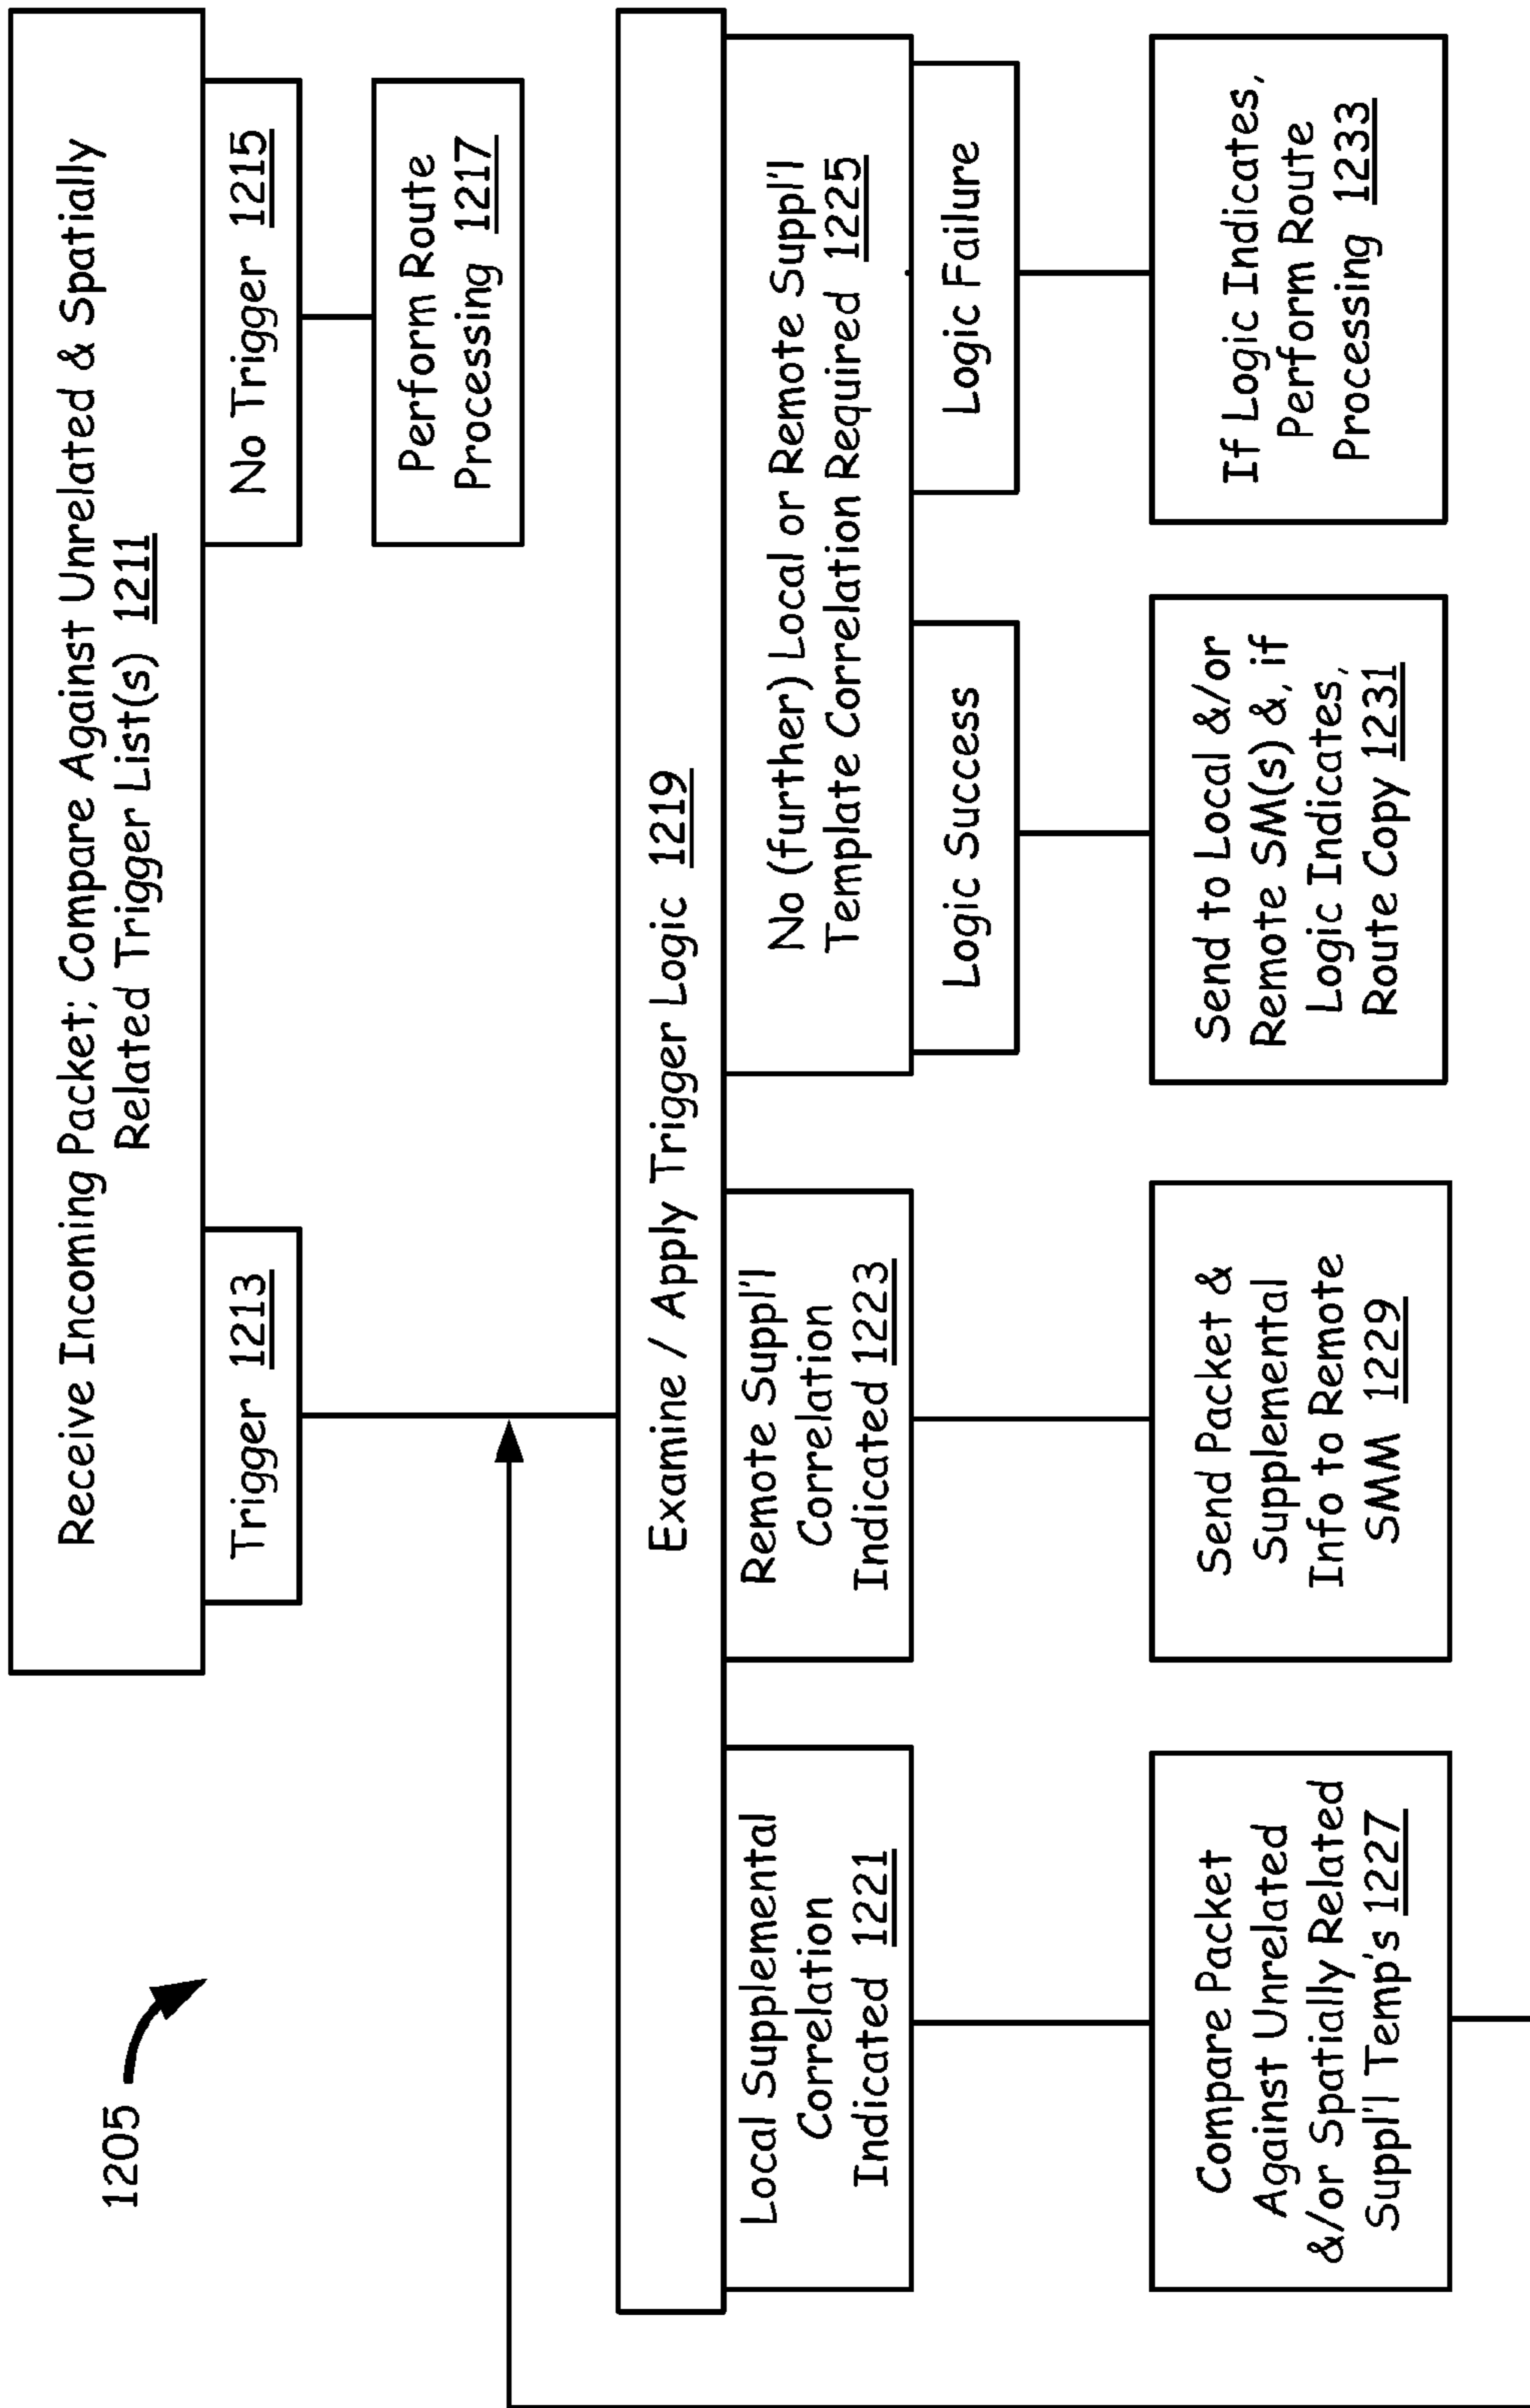 1205
Receive Incoming Packet; Compare Against Unrelated & Spatially
Related Trigger List(s) 1211
Trigger 1213
No Trigger 1215
Perform Route
Processing 1217
Examine / Apply Trigger Logic 1219
Local Supplemental
Correlation
Indicated 1221
Remote Suppl'l
Correlation
Indicated 1223
No (further) Local or Remote Suppl'l
Template Correlation Required 1225
Logic Success
Logic Failure
Compare Packet
Against Unrelated
&/or Spatially Related
Suppl'l Temp's 1227
Send Packet &
Supplemental
Info to Remote
SMM 1229
Send to Local &/or
Remote SM(s) &, if
Logic Indicates,
Route Copy 1231
If Logic Indicates,
Perform Route
Processing 1233